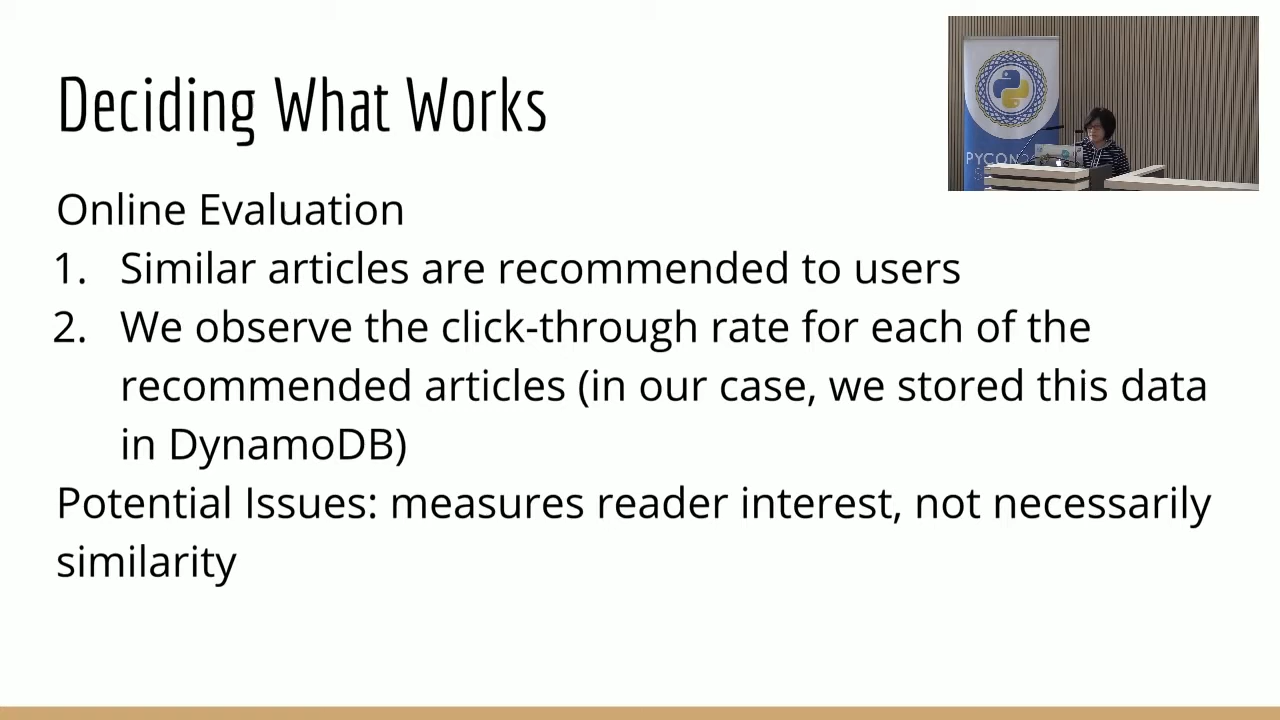 Deciding What Works
Online Evaluation
1. Similar articles are recommended to users
2. We observe the click-through rate for each of the
recommended articles (in our case, we stored this data
in DynamoDB)
Potential Issues: measures reader interest, not necessarily
similarity